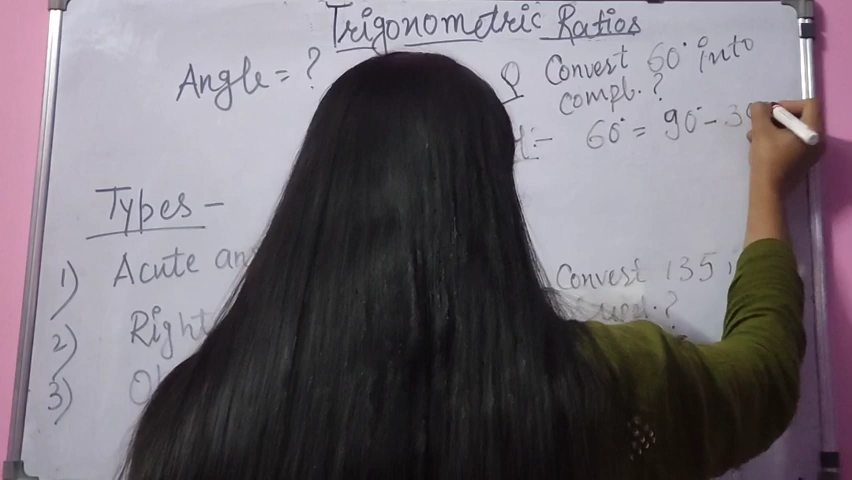 Trigonometric Ratios
Angle = ?
Q Convert 60° into
compl. ?
:- 60° = 90° - 3
Types -
1) Acute an
Convert 135
2) Right
?
3) Ob